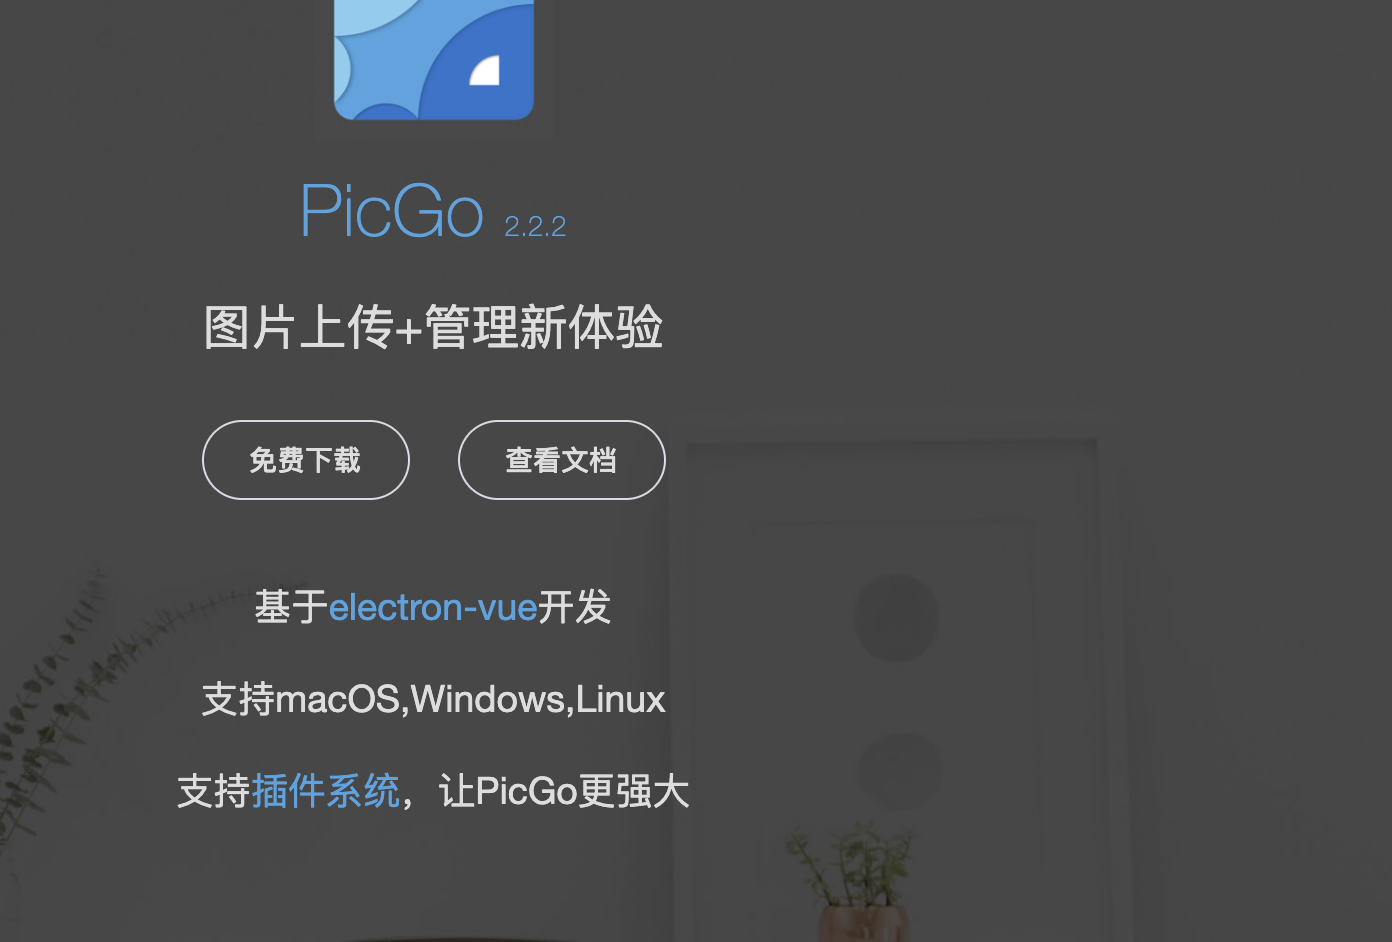 PicGo 2.2.2
图片上传+管理新体验
免费下载 查看文档
基于electron-vue开发
支持macOS,Windows,Linux
支持插件系统，让PicGo更强大